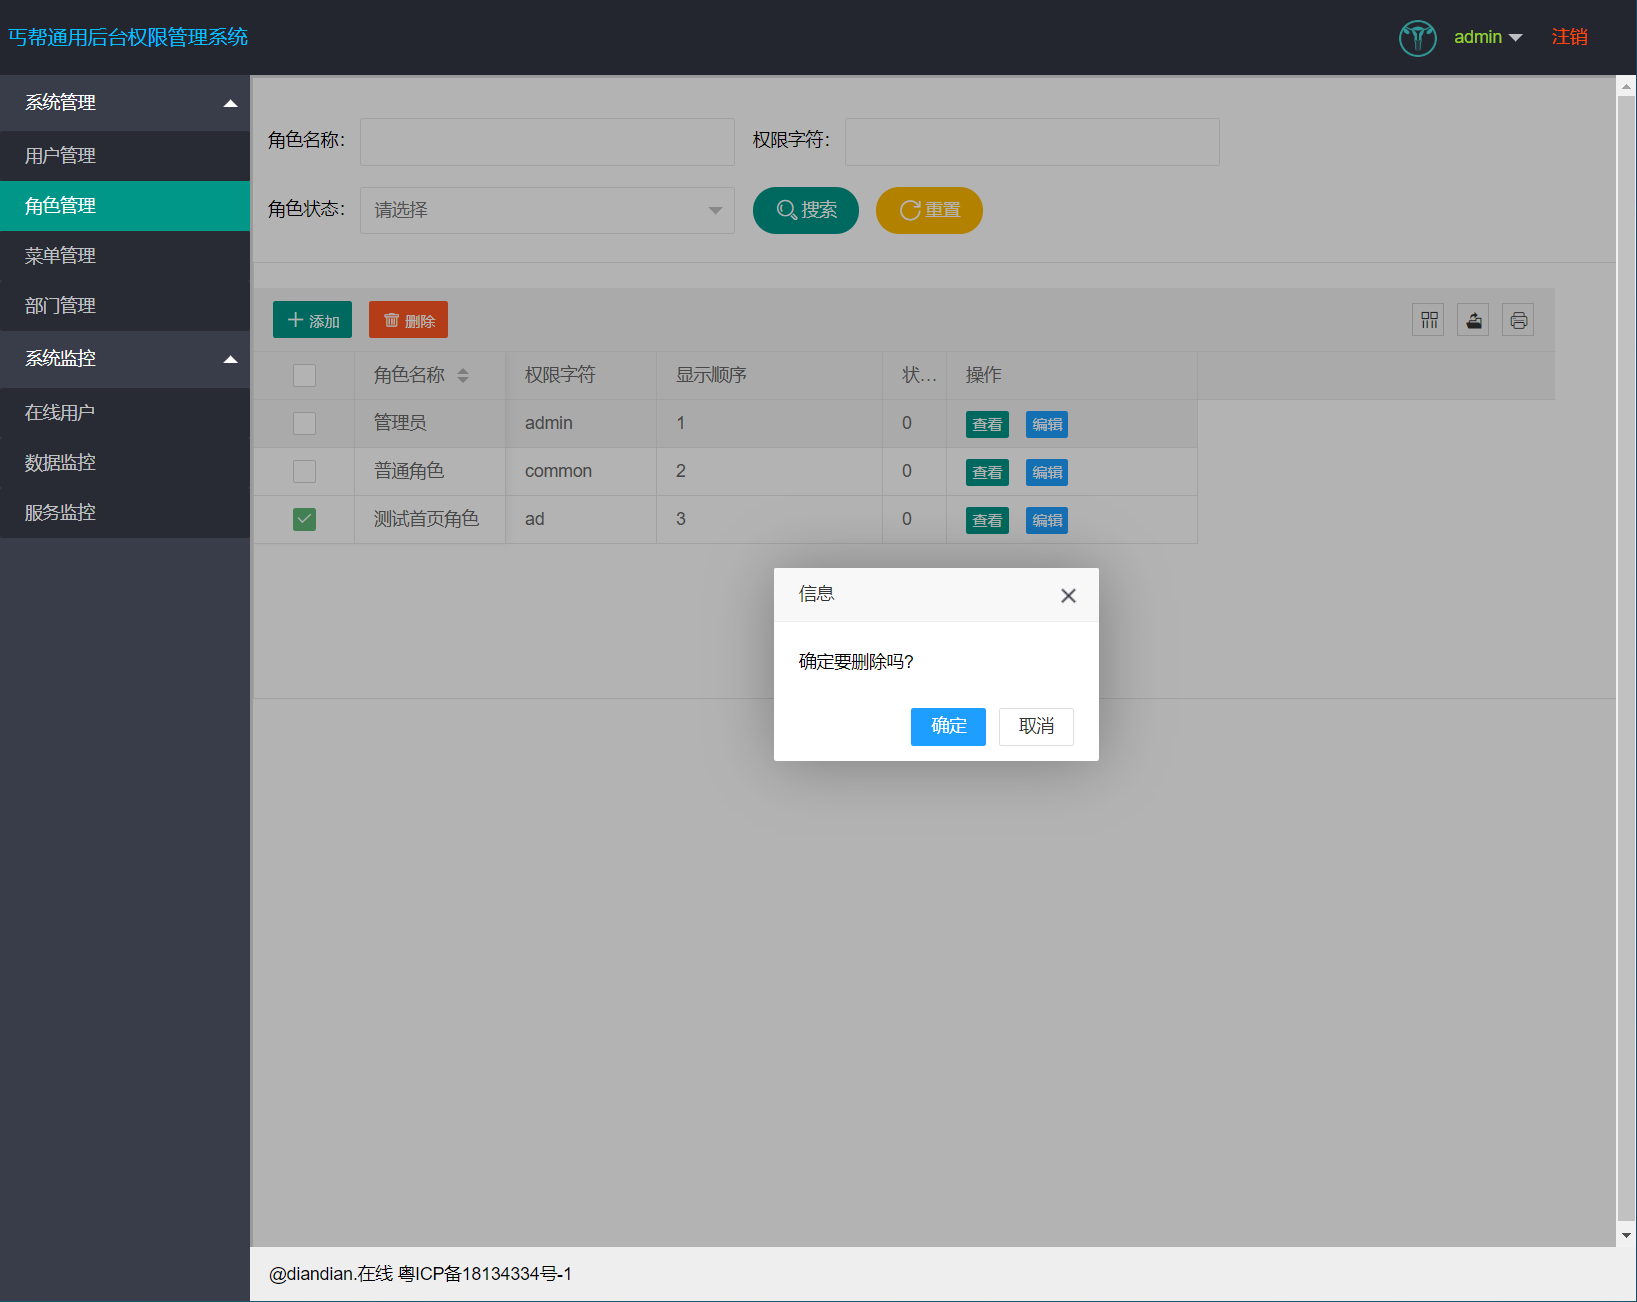 丐帮通用后台权限管理系统
admin
注销
系统管理
用户管理
角色管理
菜单管理
部门管理
系统监控
在线用户
数据监控
服务监控
角色名称:
权限字符:
角色状态:
请选择
搜索
重置
添加
删除
角色名称 权限字符 显示顺序 状... 操作
管理员 admin 1 0 查看 编辑
普通角色 common 2 0 查看 编辑
测试首页角色 ad 3 0 查看 编辑
信息
确定要删除吗?
确定
取消
@diandian.在线 粤ICP备18134334号-1